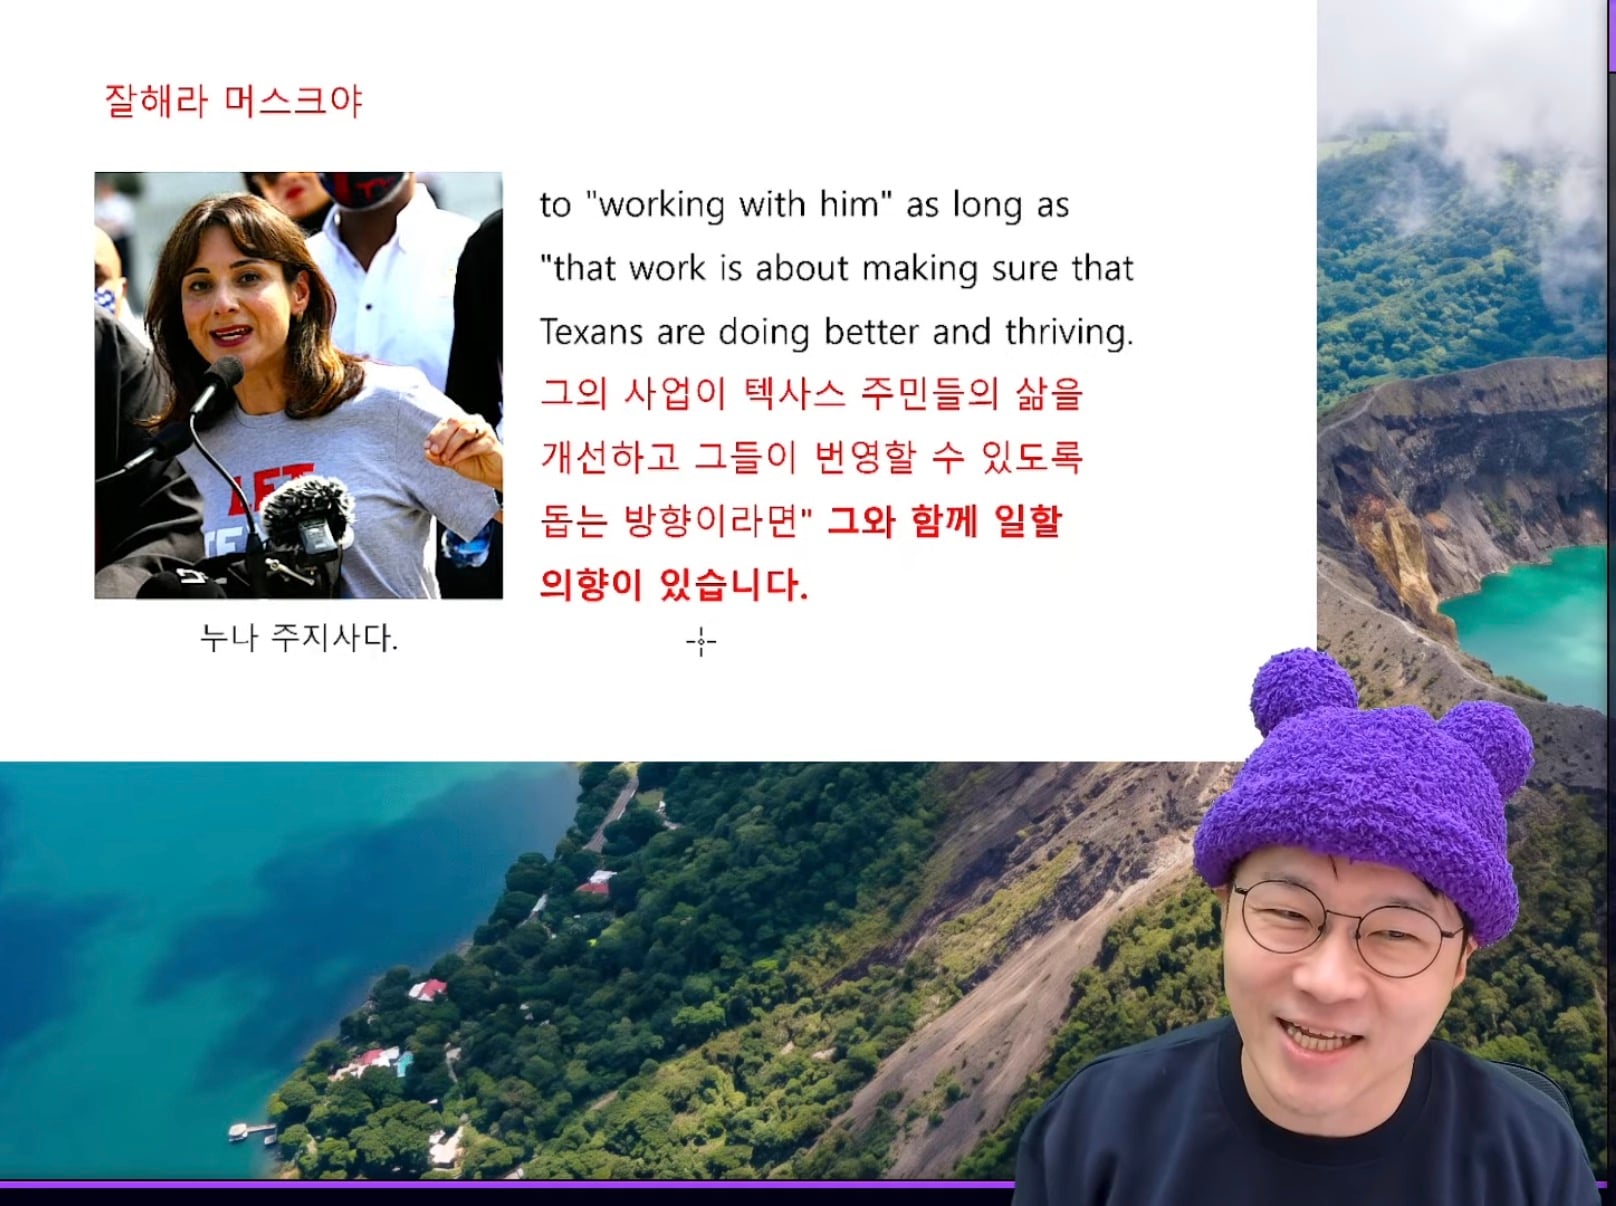 잘해라 머스크야
to "working with him" as long as
"that work is about making sure that
Texans are doing better and thriving.
그의 사업이 텍사스 주민들의 삶을
개선하고 그들이 번영할 수 있도록
돕는 방향이라면" 그와 함께 일할
의향이 있습니다.
LET
누나 주지사다.